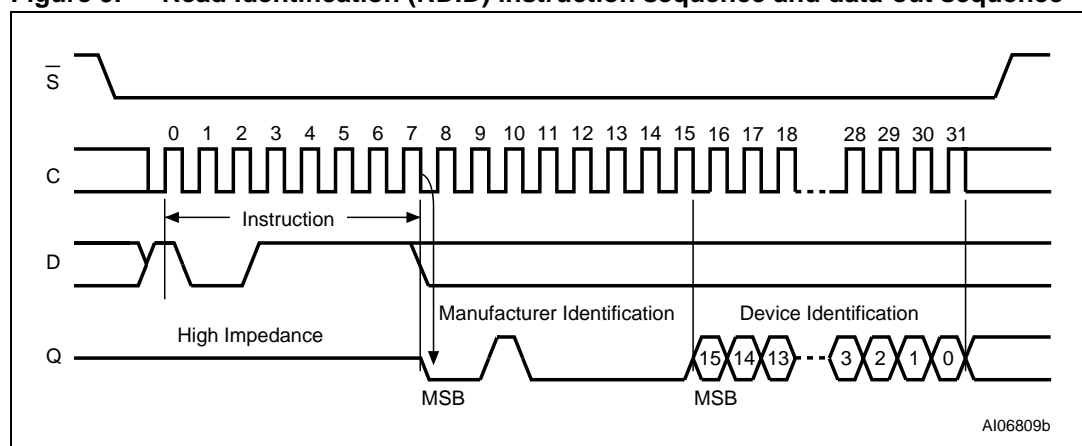 Figure 9. Read identification (RDID) instruction sequence and data-out sequence
S
0 1 2 3 4 5 6 7 8 9 10 11 12 13 14 15 16 17 18 28 29 30 31
C
Instruction
D
Manufacturer Identification Device Identification
High Impedance
Q 15 14 13 3 2 1 0
MSB MSB
AI06809b